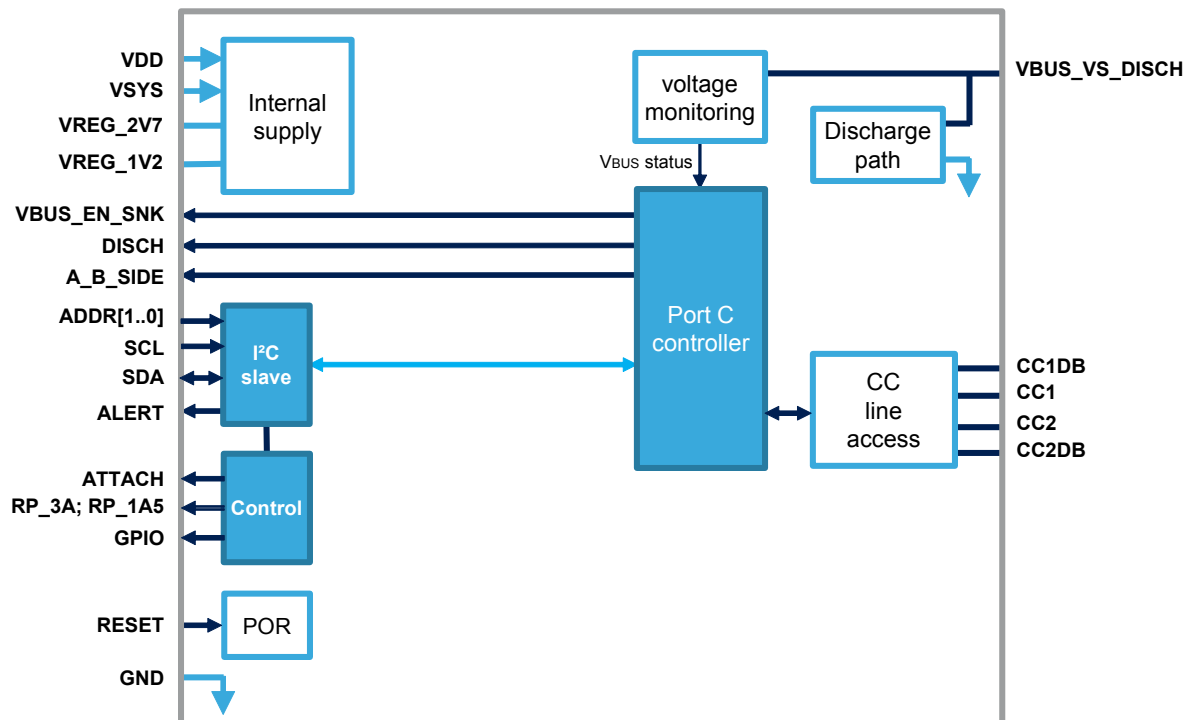 VDD
VSYS
VREG_2V7
VREG_1V2
Internal
supply
voltage
monitoring
VBUS_VS_DISCH
Discharge
path
VBUS status
VBUS_EN_SNK
DISCH
A_B_SIDE
Port C
controller
ADDR[1..0]
SCL
SDA
ALERT
I²C
slave
CC
line
access
CC1DB
CC1
CC2
CC2DB
ATTACH
RP_3A; RP_1A5
GPIO
Control
RESET
POR
GND